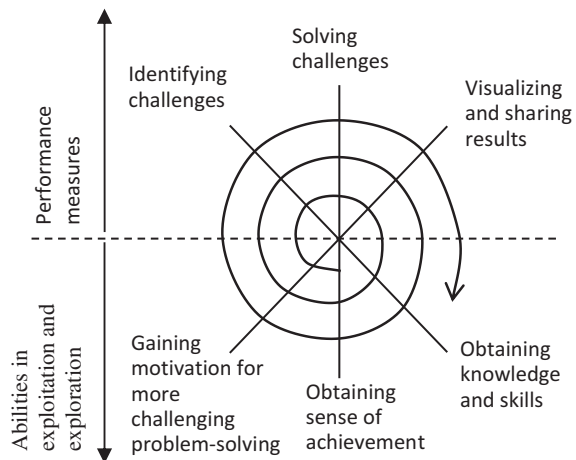 Solving
challenges
Identifying
challenges
Visualizing
and sharing
results
Performance
measures
Abilities in
exploitation and
exploration
Gaining
motivation for
more
challenging
problem-solving
Obtaining
sense of
achievement
Obtaining
knowledge
and skills